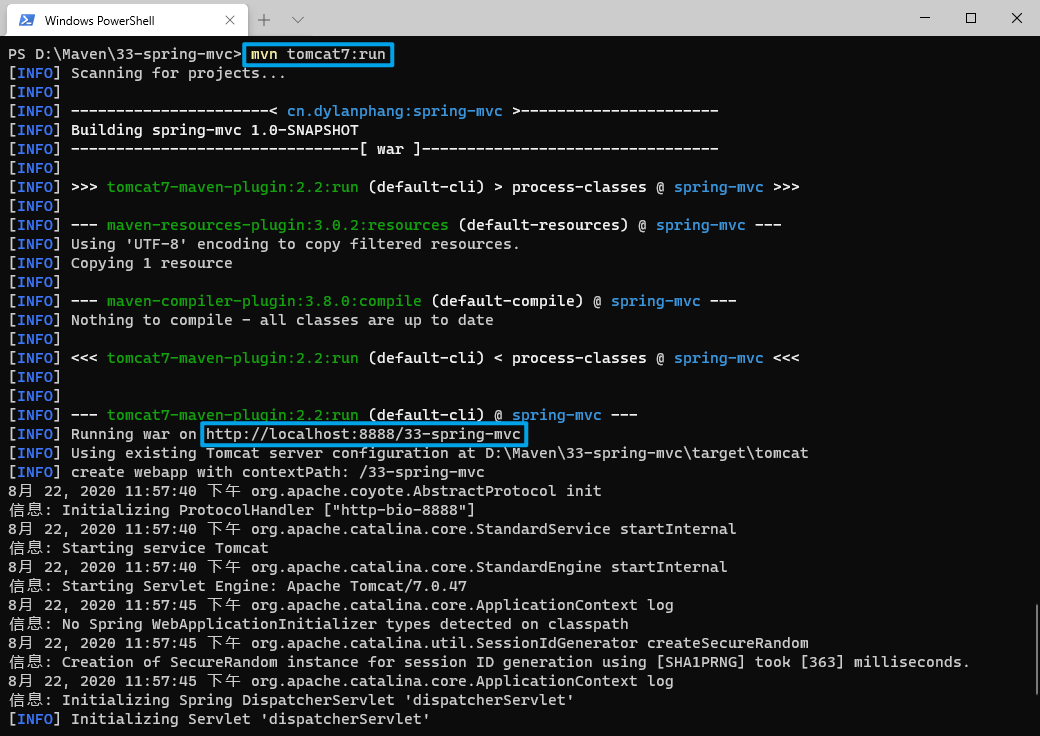 Windows PowerShell
PS D:\Maven\33-spring-mvc> mvn tomcat7:run
[INFO] Scanning for projects...
[INFO]
[INFO] ----------------------< cn.dylanphang:spring-mvc >----------------------
[INFO] Building spring-mvc 1.0-SNAPSHOT
[INFO] --------------------------------[ war ]---------------------------------
[INFO]
[INFO] >>> tomcat7-maven-plugin:2.2:run (default-cli) > process-classes @ spring-mvc >>>
[INFO]
[INFO] --- maven-resources-plugin:3.0.2:resources (default-resources) @ spring-mvc ---
[INFO] Using 'UTF-8' encoding to copy filtered resources.
[INFO] Copying 1 resource
[INFO]
[INFO] --- maven-compiler-plugin:3.8.0:compile (default-compile) @ spring-mvc ---
[INFO] Nothing to compile - all classes are up to date
[INFO]
[INFO] <<< tomcat7-maven-plugin:2.2:run (default-cli) < process-classes @ spring-mvc <<<
[INFO]
[INFO]
[INFO] --- tomcat7-maven-plugin:2.2:run (default-cli) @ spring-mvc ---
[INFO] Running war on http://localhost:8888/33-spring-mvc
[INFO] Using existing Tomcat server configuration at D:\Maven\33-spring-mvc\target\tomcat
[INFO] create webapp with contextPath: /33-spring-mvc
8月 22, 2020 11:57:40 下午 org.apache.coyote.AbstractProtocol init
信息: Initializing ProtocolHandler ["http-bio-8888"]
8月 22, 2020 11:57:40 下午 org.apache.catalina.core.StandardService startInternal
信息: Starting service Tomcat
8月 22, 2020 11:57:40 下午 org.apache.catalina.core.StandardEngine startInternal
信息: Starting Servlet Engine: Apache Tomcat/7.0.47
8月 22, 2020 11:57:45 下午 org.apache.catalina.core.ApplicationContext log
信息: No Spring WebApplicationInitializer types detected on classpath
8月 22, 2020 11:57:45 下午 org.apache.catalina.util.SessionIdGenerator createSecureRandom
信息: Creation of SecureRandom instance for session ID generation using [SHA1PRNG] took [363] milliseconds.
8月 22, 2020 11:57:45 下午 org.apache.catalina.core.ApplicationContext log
信息: Initializing Spring DispatcherServlet 'dispatcherServlet'
[INFO] Initializing Servlet 'dispatcherServlet'